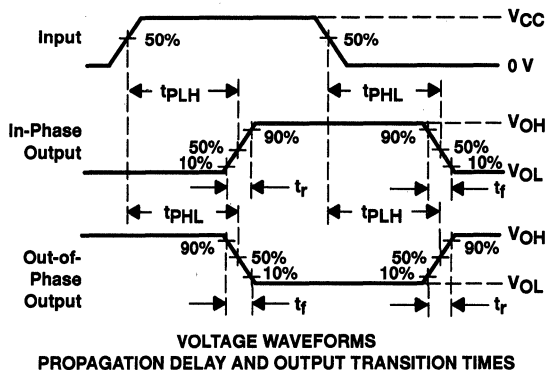 VCC
Input
50%
50%
0 V
tPLH
tPHL
In-Phase
Output
VOH
90%
90%
50%
50%
10%
10%
VOL
tr
tf
tPHL
tPLH
Out-of-
Phase
Output
VOH
90%
90%
50%
50%
10%
10%
VOL
tf
tr
VOLTAGE WAVEFORMS
PROPAGATION DELAY AND OUTPUT TRANSITION TIMES